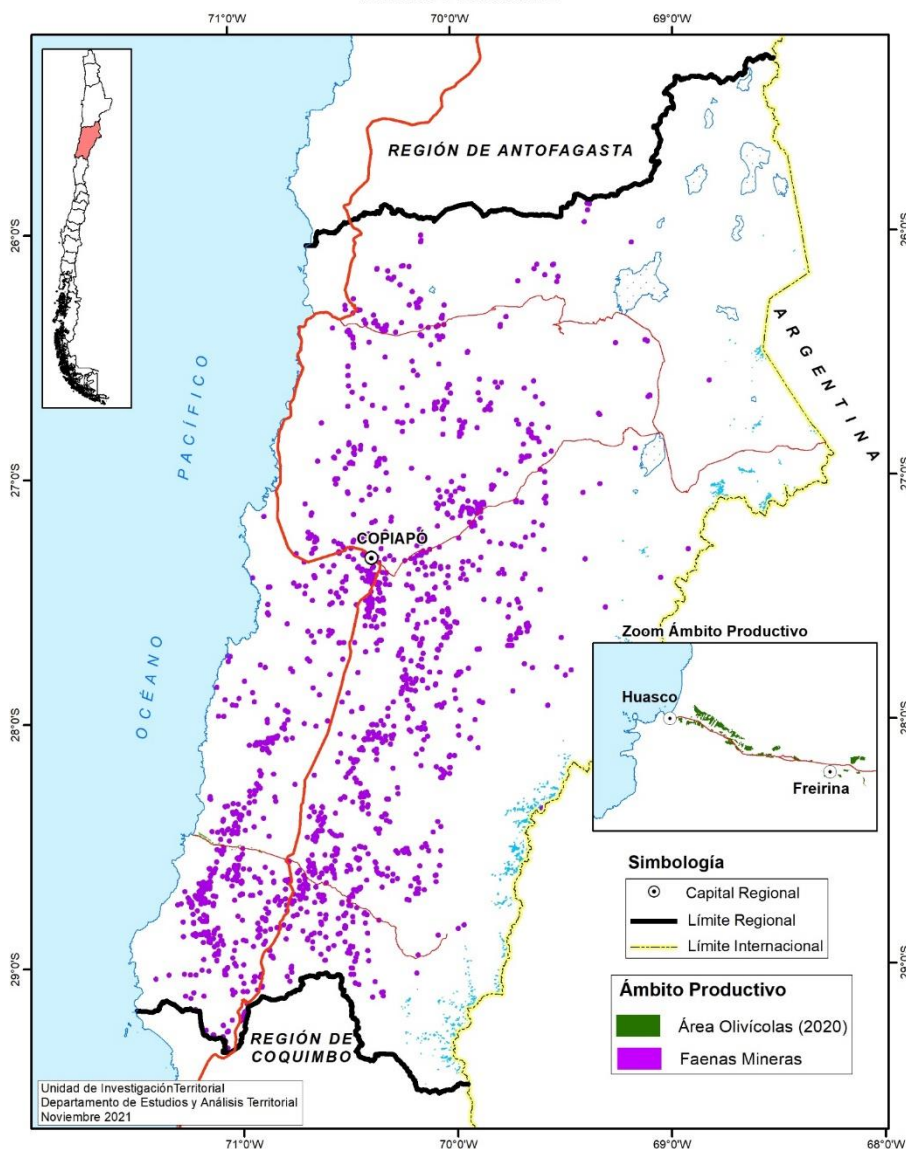 71°0'W
70°0'W
69°0'W
REGIÓN DE ANTOFAGASTA
26°0'S
26°0'S
ARGENTINA
PACÍFICO
27°0'S
27°0'S
COPIAPÓ
Zoom Ámbito Productivo
Huasco
Freirina
OCÉANO
28°0'S
28°0'S
Simbología
Capital Regional
Límite Regional
Límite Internacional
29°0'S
29°0'S
Ámbito Productivo
Área Olivícolas (2020)
Faenas Mineras
REGIÓN DE
COQUIMBO
Unidad de InvestigaciónTerritorial
Departamento de Estudios y Análisis Territorial
Noviembre 2021
71°0'W
70°0'W
69°0'W
68°0'W